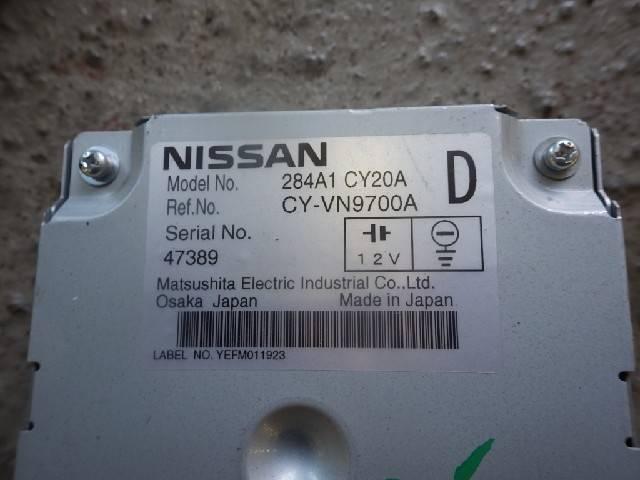 NISSAN
D
Model No. 284A1 CY20A
Ref.No. CY-VN9700A
Serial No.
47389
12V
Matsushita Electric Industrial Co.,Ltd.
Osaka Japan Made in Japan
LABEL NO. YEFM011923